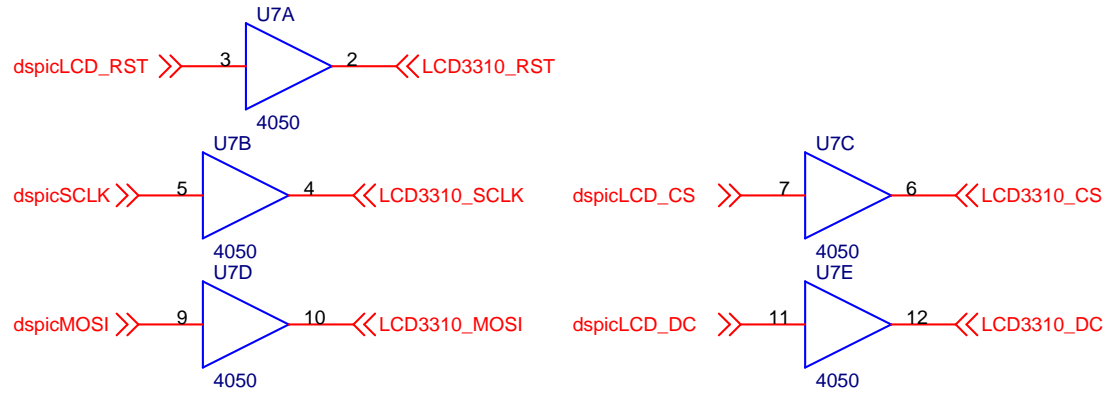 U7A
dspicLCD_RST 3 2 LCD3310_RST
4050
U7B
dspicSCLK 5 4 LCD3310_SCLK
4050
U7C
dspicLCD_CS 7 6 LCD3310_CS
4050
U7D
dspicMOSI 9 10 LCD3310_MOSI
4050
U7E
dspicLCD_DC 11 12 LCD3310_DC
4050